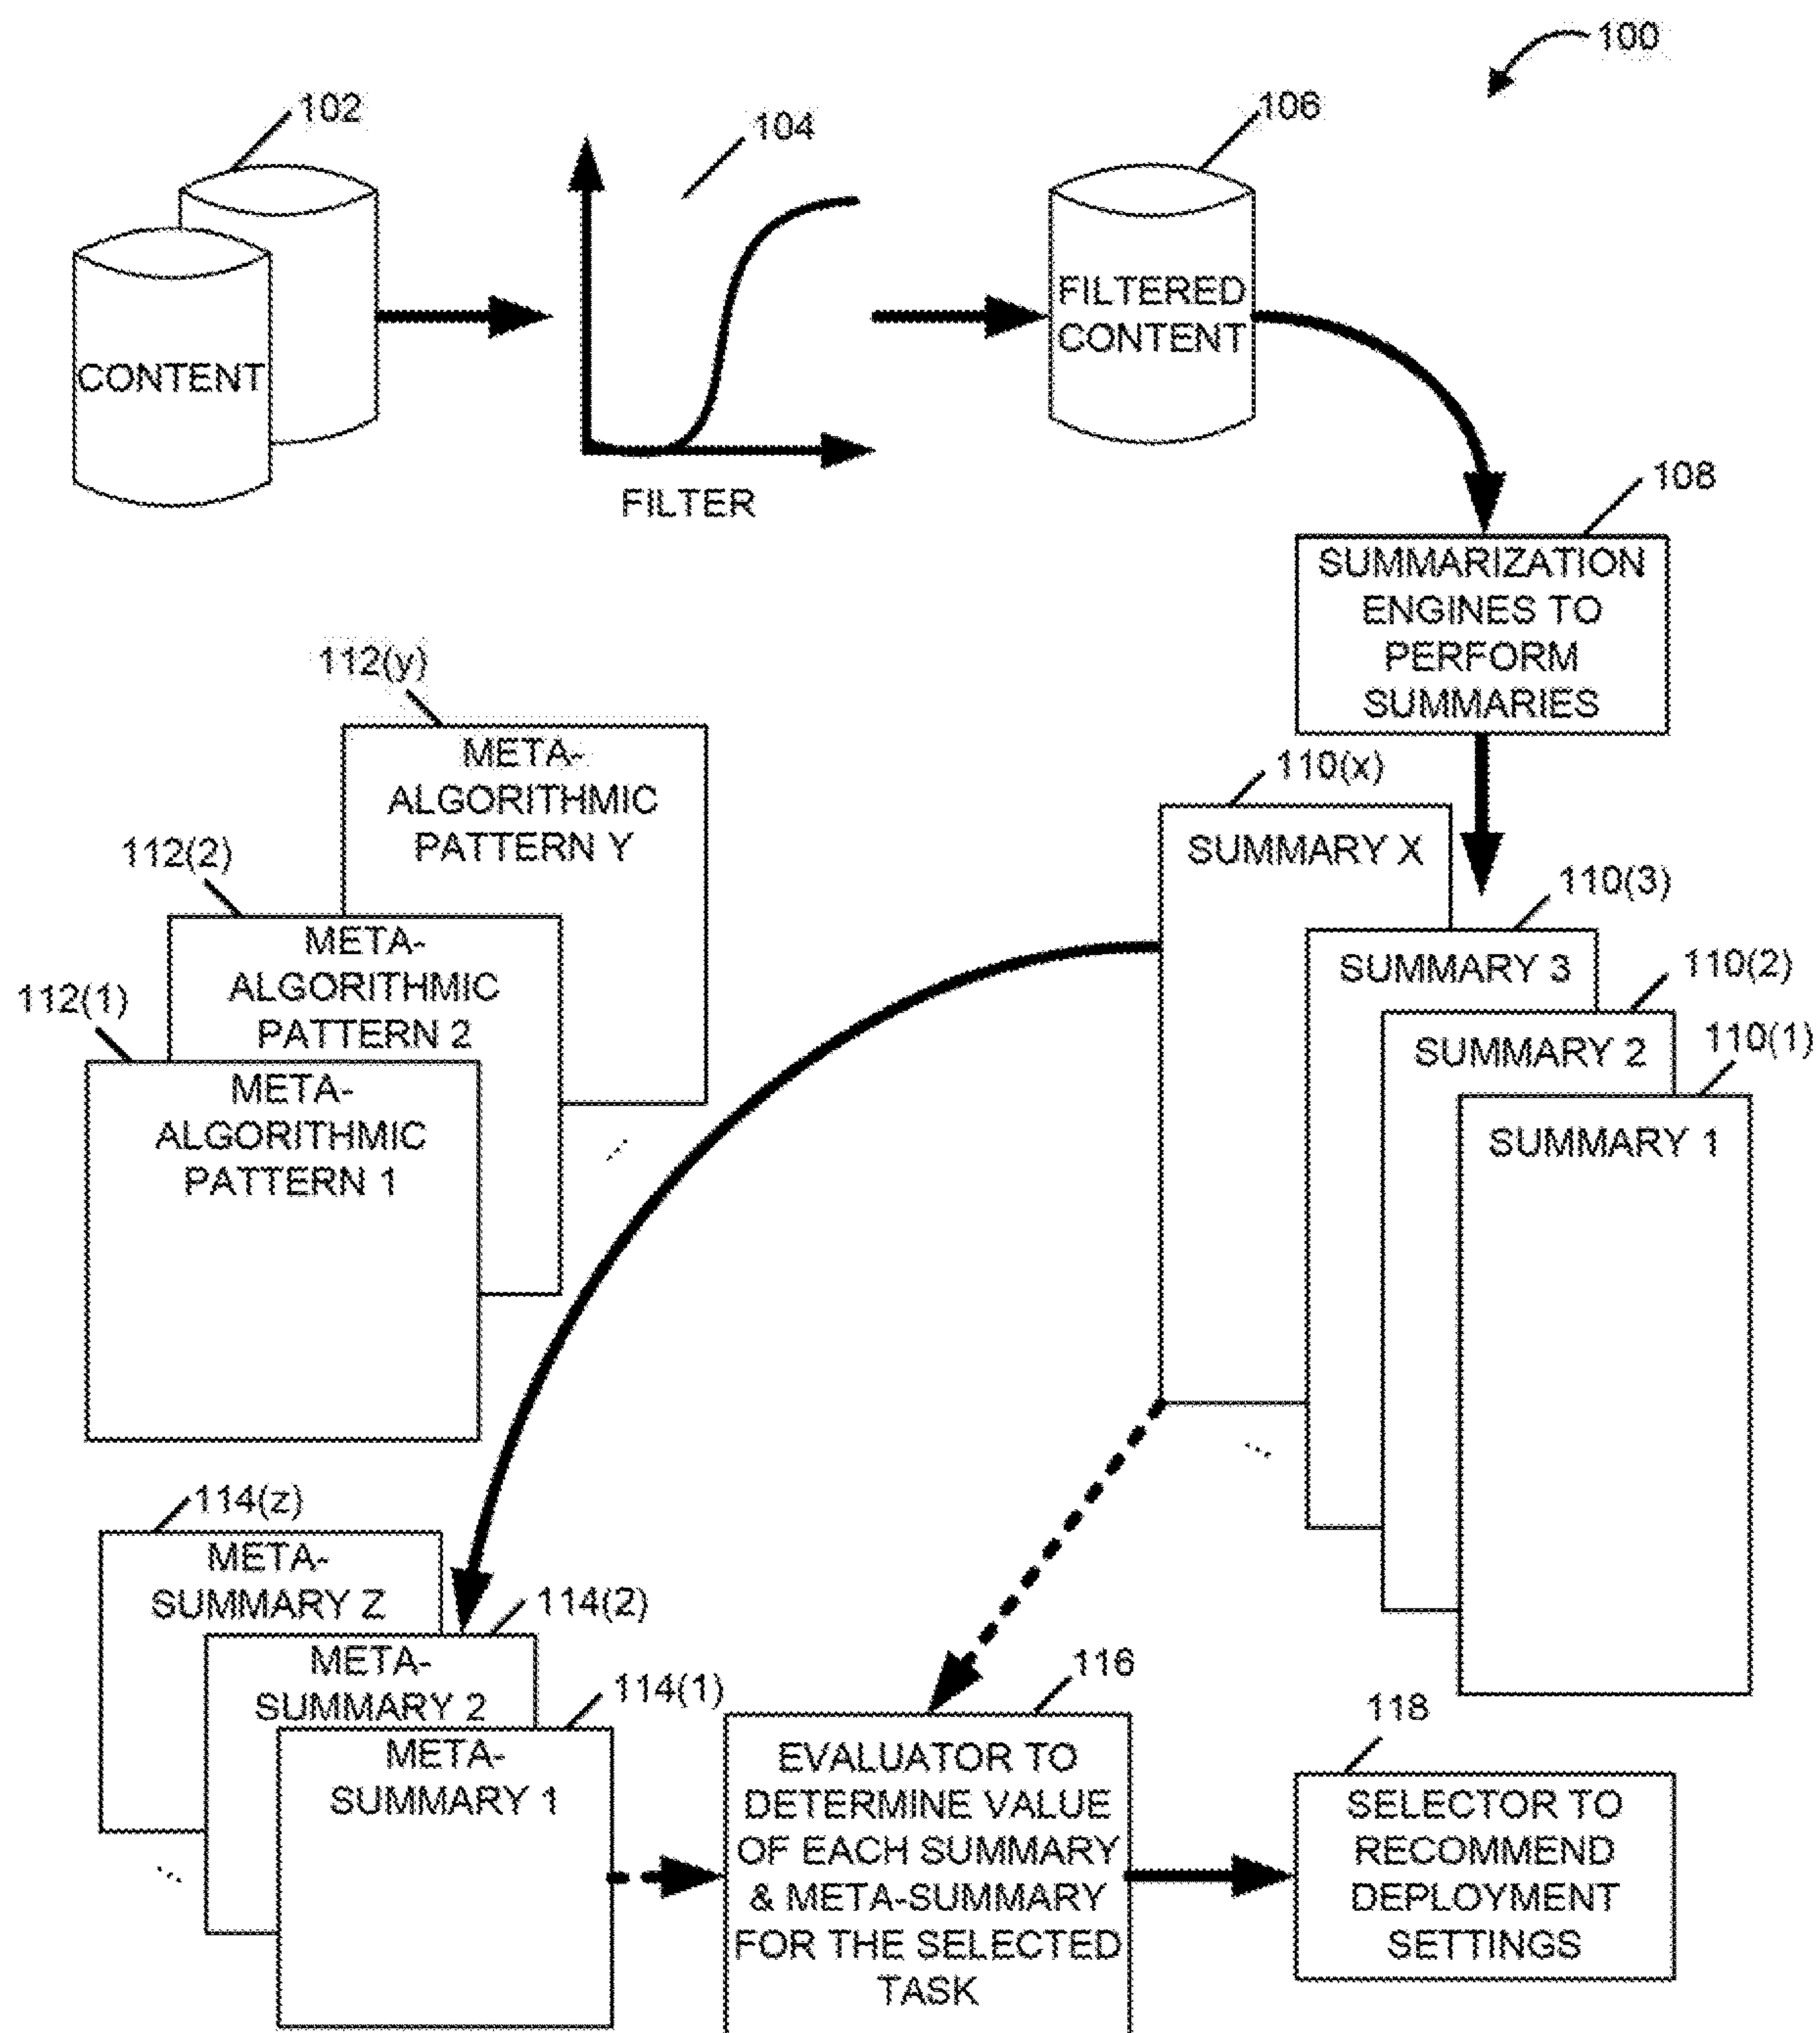 100
102
104
106
CONTENT
FILTERED
CONTENT
FILTER
108
SUMMARIZATION
ENGINES TO
PERFORM
SUMMARIES
112(y)
META-
ALGORITHMIC
PATTERN Y
112(2)
META-
ALGORITHMIC
PATTERN 2
112(1)
META-
ALGORITHMIC
PATTERN 1
110(x)
SUMMARY X
110(3)
SUMMARY 3
110(2)
SUMMARY 2
110(1)
SUMMARY 1
114(z)
META-
SUMMARY Z
114(2)
META-
SUMMARY 2
114(1)
META-
SUMMARY 1
116
EVALUATOR TO
DETERMINE VALUE
OF EACH SUMMARY
& META-SUMMARY
FOR THE SELECTED
TASK
118
SELECTOR TO
RECOMMEND
DEPLOYMENT
SETTINGS